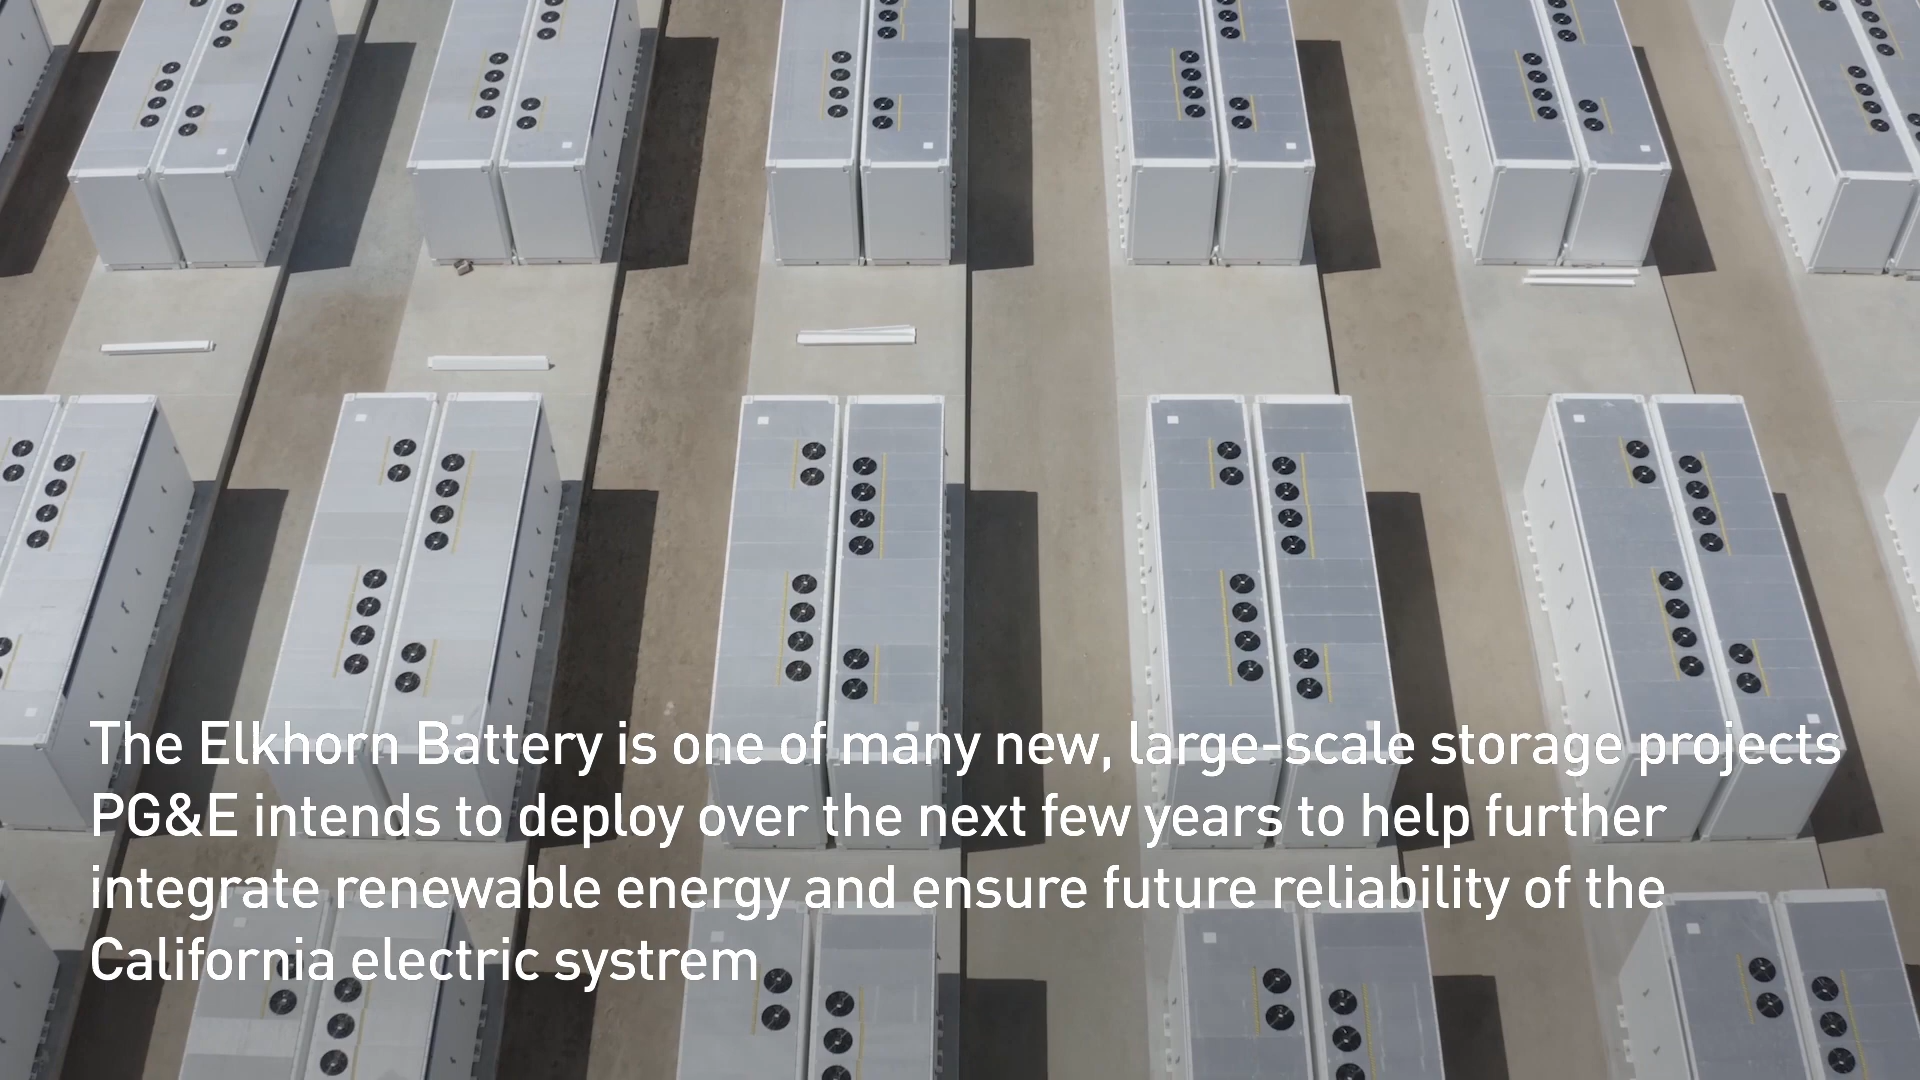 The Elkhorn Battery is one of many new, large-scale storage projects
PG&E intends to deploy over the next few years to help further
integrate renewable energy and ensure future reliability of the
California electric systrem